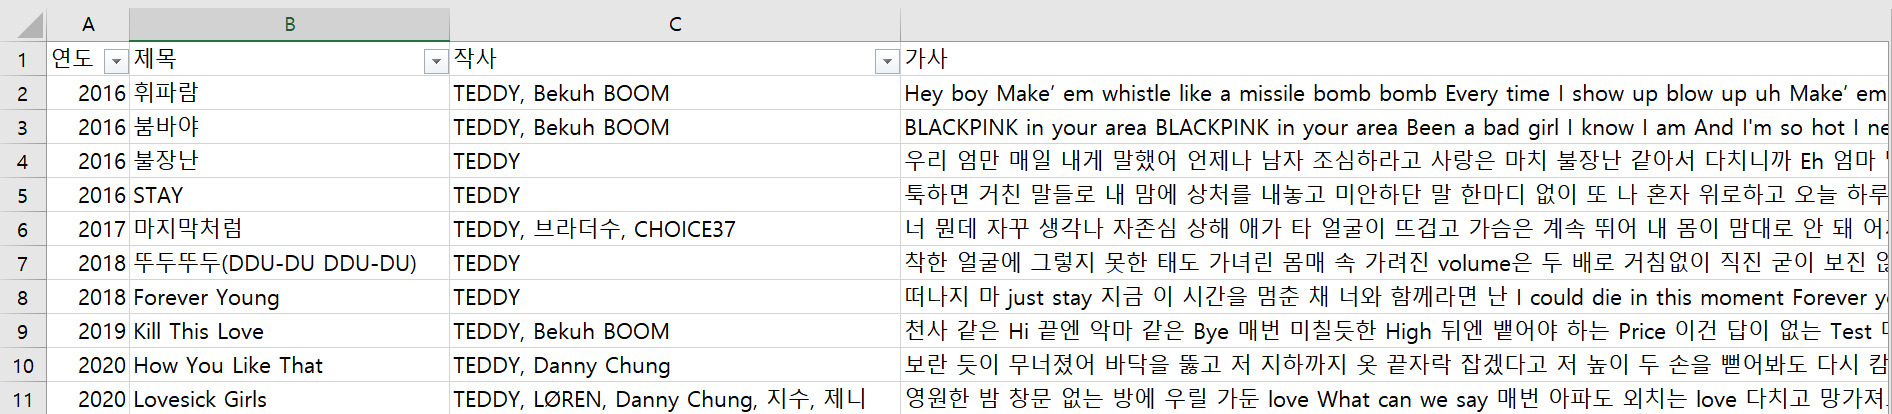 A B C
1 연도 제목 작사 가사
2 2016 휘파람 TEDDY, Bekuh BOOM Hey boy Make’ em whistle like a missile bomb bomb Every time I show up blow up uh Make’ em
3 2016 붐바야 TEDDY, Bekuh BOOM BLACKPINK in your area BLACKPINK in your area Been a bad girl I know I am And I'm so hot I ne
4 2016 불장난 TEDDY 우리 엄만 매일 내게 말했어 언제나 남자 조심하라고 사랑은 마치 불장난 같아서 다치니까 Eh 엄마
5 2016 STAY TEDDY 툭하면 거친 말들로 내 맘에 상처를 내놓고 미안하단 말 한마디 없이 또 나 혼자 위로하고 오늘 하루
6 2017 마지막처럼 TEDDY, 브라더수, CHOICE37 너 뭔데 자꾸 생각나 자존심 상해 애가 타 얼굴이 뜨겁고 가슴은 계속 뛰어 내 몸이 맘대로 안 돼 어
7 2018 뚜두뚜두(DDU-DU DDU-DU) TEDDY 착한 얼굴에 그렇지 못한 태도 가녀린 몸매 속 가려진 volume은 두 배로 거침없이 직진 굳이 보진
8 2018 Forever Young TEDDY 떠나지 마 just stay 지금 이 시간을 멈춘 채 너와 함께라면 난 I could die in this moment Forever y
9 2019 Kill This Love TEDDY, Bekuh BOOM 천사 같은 Hi 끝엔 악마 같은 Bye 매번 미칠듯한 High 뒤엔 뱉어야 하는 Price 이건 답이 없는 Test
10 2020 How You Like That TEDDY, Danny Chung 보란 듯이 무너졌어 바닥을 뚫고 저 지하까지 옷 끝자락 잡겠다고 저 높이 두 손을 뻗어봐도 다시 캄
11 2020 Lovesick Girls TEDDY, LØREN, Danny Chung, 지수, 제니 영원한 밤 창문 없는 방에 우릴 가둔 love What can we say 매번 아파도 외치는 love 다치고 망가져